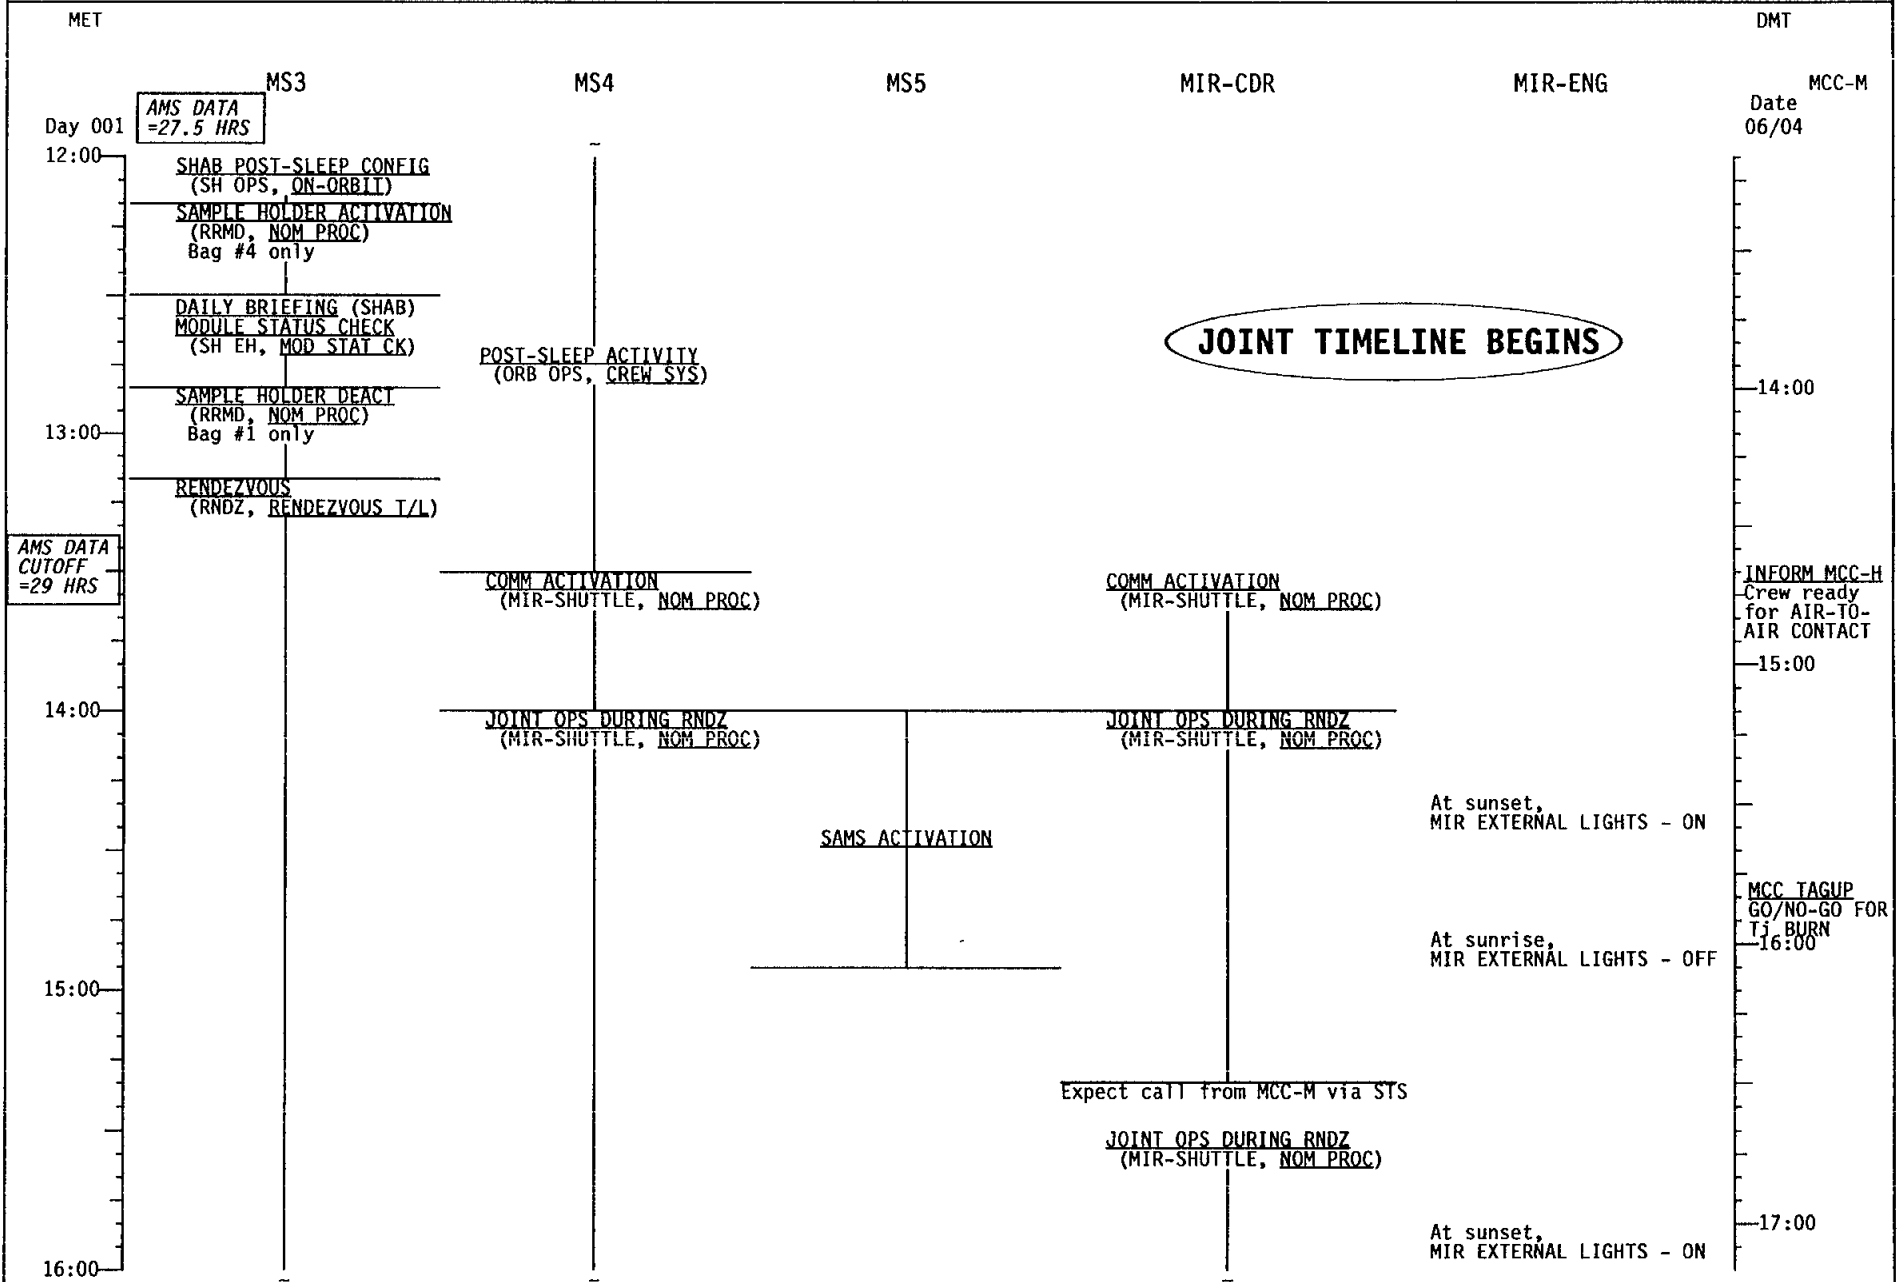 MET
DMT
MS3
MS4
MS5
MIR-CDR
MIR-ENG
MCC-M
AMS DATA
=27.5 HRS
Day 001
Date
06/04
12:00
SHAB POST-SLEEP CONFIG
(SH OPS, ON-ORBIT)
SAMPLE HOLDER ACTIVATION
(RRMD, NOM PROC)
Bag #4 only
DAILY BRIEFING (SHAB)
MODULE STATUS CHECK
(SH EH, MOD STAT CK)
POST-SLEEP ACTIVITY
(ORB OPS, CREW SYS)
JOINT TIMELINE BEGINS
14:00
SAMPLE HOLDER DEACT
(RRMD, NOM PROC)
Bag #1 only
13:00
RENDEZVOUS
(RNDZ, RENDEZVOUS T/L)
AMS DATA
CUTOFF
=29 HRS
COMM ACTIVATION
(MIR-SHUTTLE, NOM PROC)
COMM ACTIVATION
(MIR-SHUTTLE, NOM PROC)
INFORM MCC-H
Crew ready
for AIR-TO-
AIR CONTACT
15:00
14:00
JOINT OPS DURING RNDZ
(MIR-SHUTTLE, NOM PROC)
JOINT OPS DURING RNDZ
(MIR-SHUTTLE, NOM PROC)
At sunset,
MIR EXTERNAL LIGHTS - ON
SAMS ACTIVATION
MCC TAGUP
GO/NO-GO FOR
Tj BURN
16:00
At sunrise,
MIR EXTERNAL LIGHTS - OFF
15:00
Expect call from MCC-M via STS
JOINT OPS DURING RNDZ
(MIR-SHUTTLE, NOM PROC)
17:00
At sunset,
MIR EXTERNAL LIGHTS - ON
16:00